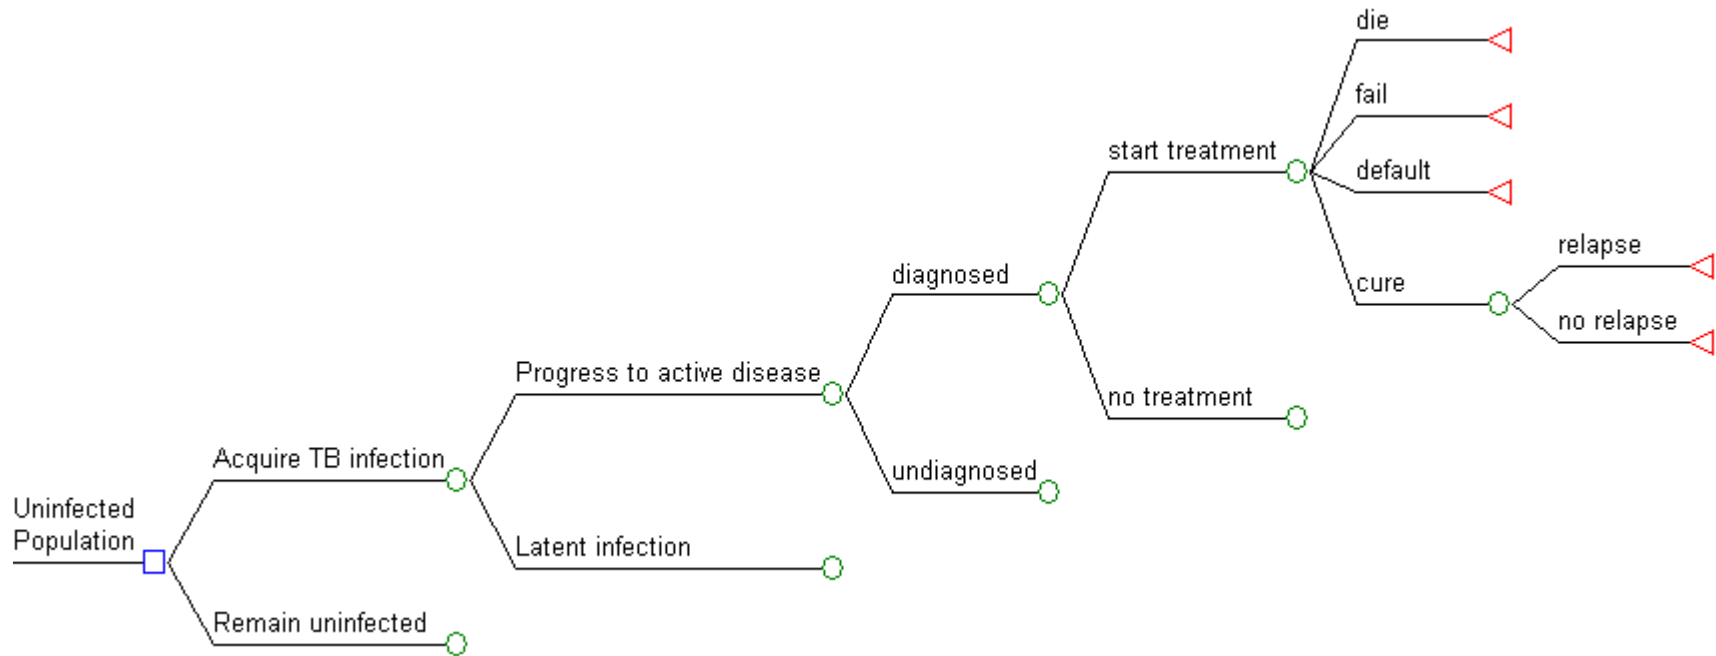 die
fail
start treatment
default
relapse
diagnosed
cure
no relapse
Progress to active disease
no treatment
Acquire TB infection
undiagnosed
Uninfected
Population
Latent infection
Remain uninfected